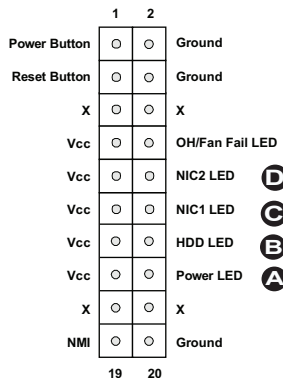 1 2
Power Button Ground
Reset Button Ground
X X
Vcc OH/Fan Fail LED
Vcc NIC2 LED D
Vcc NIC1 LED C
Vcc HDD LED B
Vcc Power LED A
X X
NMI Ground
19 20